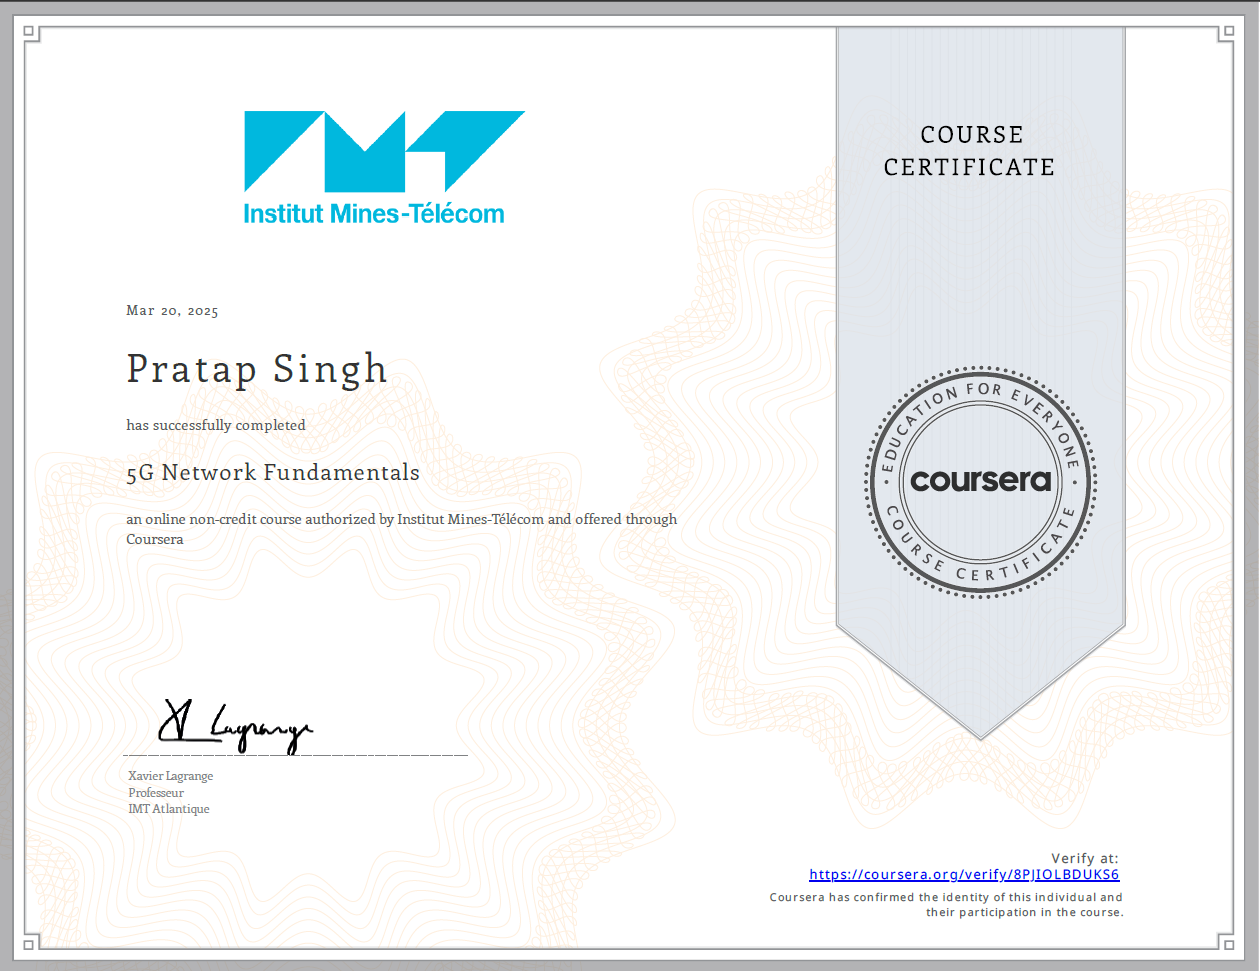 Institut Mines-Télécom
COURSE
CERTIFICATE
Mar 20, 2025
Pratap Singh
has successfully completed
5G Network Fundamentals
an online non-credit course authorized by Institut Mines-Télécom and offered through
Coursera
EDUCATION FOR EVERYONE
coursera
COURSE CERTIFICATE
X Lagrange
Xavier Lagrange
Professeur
IMT Atlantique
Verify at:
https://coursera.org/verify/8PJIOLBDUKS6
Coursera has confirmed the identity of this individual and
their participation in the course.